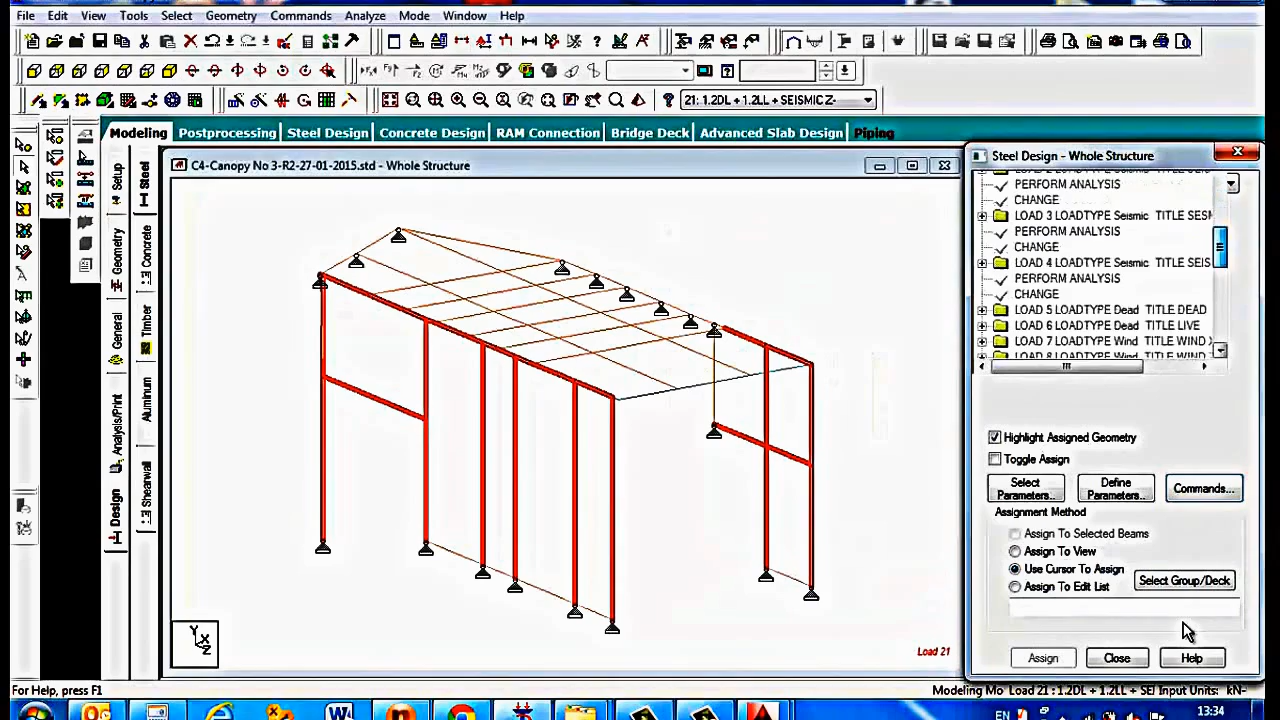 File Edit View Tools Select Geometry Commands Analyze Mode Window Help
21: 1.2DL + 1.2LL + SEISMIC Z-
Modeling Postprocessing Steel Design Concrete Design RAM Connection Bridge Deck Advanced Slab Design Piping
C4-Canopy No 3-R2-27-01-2015.std - Whole Structure
Setup
Geometry
General
Analysis/Print
Design
Steel
Concrete
Timber
Aluminum
Shearwall
Y X Z
Load 21
Steel Design - Whole Structure
PERFORM ANALYSIS
CHANGE
LOAD 3 LOADTYPE Seismic TITLE SEISM
PERFORM ANALYSIS
CHANGE
LOAD 4 LOADTYPE Seismic TITLE SEIS
PERFORM ANALYSIS
CHANGE
LOAD 5 LOADTYPE Dead TITLE DEAD
LOAD 6 LOADTYPE Dead TITLE LIVE
LOAD 7 LOADTYPE Wind TITLE WIND X
LOAD 8 LOADTYPE Wind TITLE WIND
Highlight Assigned Geometry
Toggle Assign
Select Parameters...
Define Parameters...
Commands...
Assignment Method
Assign To Selected Beams
Assign To View
Use Cursor To Assign
Assign To Edit List
Select Group/Deck
Assign Close Help
For Help, press F1
Modeling Mo Load 21 : 1.2DL + 1.2LL + SEI Input Units: kN-
EN 13:34